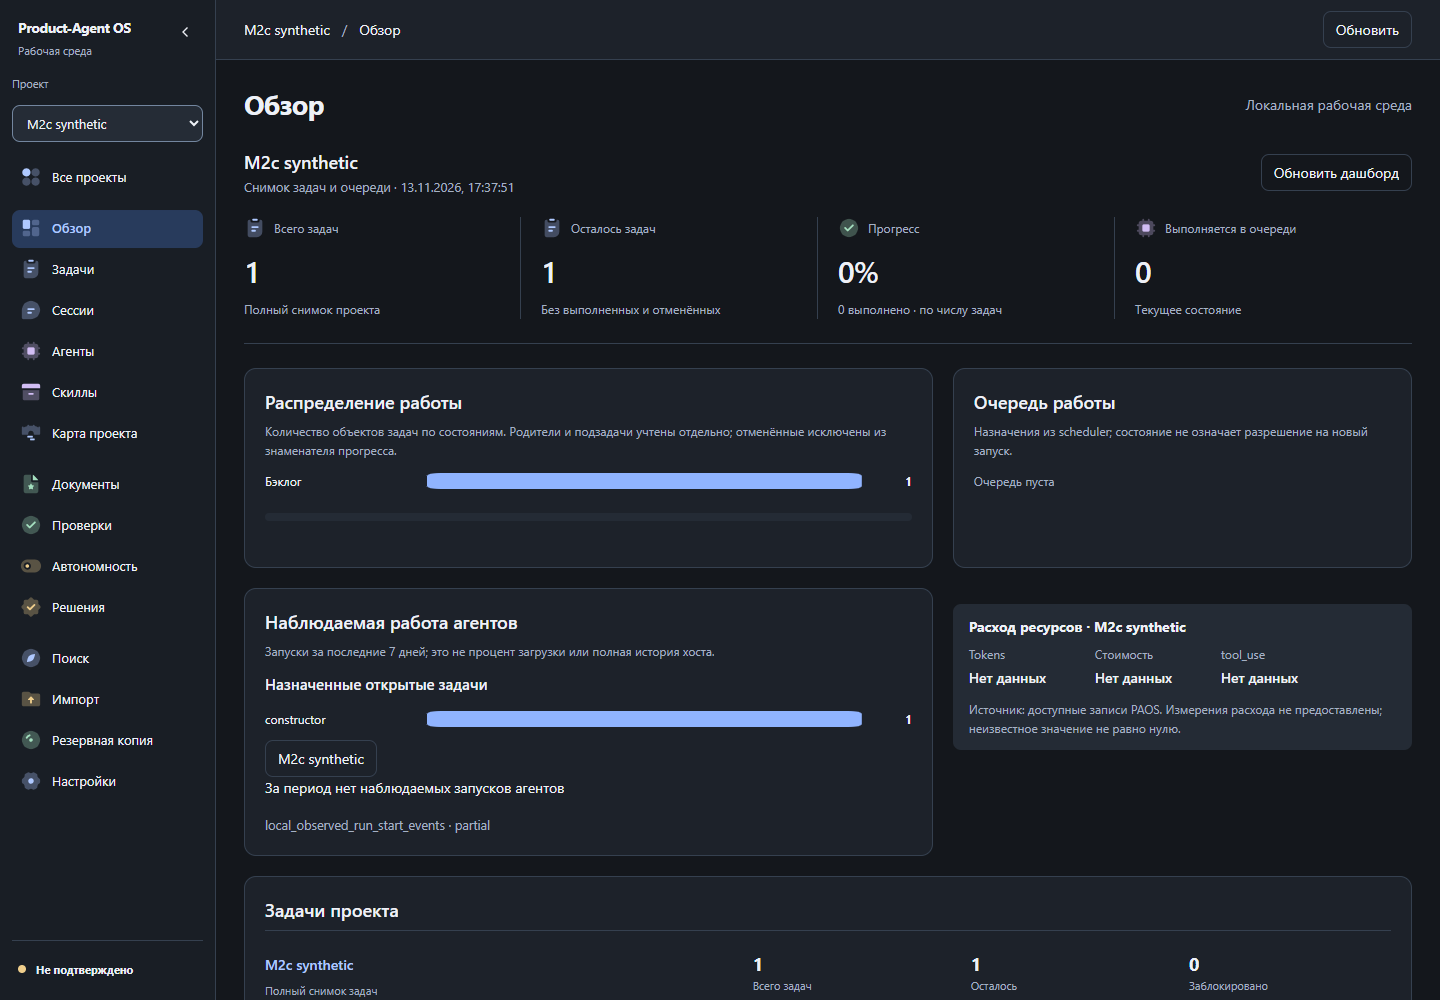 Product-Agent OS
Рабочая среда
Проект
M2c synthetic
Все проекты
Обзор
Задачи
Сессии
Агенты
Скиллы
Карта проекта
Документы
Проверки
Автономность
Решения
Поиск
Импорт
Резервная копия
Настройки
Не подтверждено
M2c synthetic / Обзор
Обновить
Обзор
Локальная рабочая среда
M2c synthetic
Снимок задач и очереди · 13.11.2026, 17:37:51
Обновить дашборд
Всего задач
1
Полный снимок проекта
Осталось задач
1
Без выполненных и отменённых
Прогресс
0%
0 выполнено · по числу задач
Выполняется в очереди
0
Текущее состояние
Распределение работы
Количество объектов задач по состояниям. Родители и подзадачи учтены отдельно; отменённые исключены из
знаменателя прогресса.
Бэклог 1
Очередь работы
Назначения из scheduler; состояние не означает разрешение на новый
запуск.
Очередь пуста
Наблюдаемая работа агентов
Запуски за последние 7 дней; это не процент загрузки или полная история хоста.
Назначенные открытые задачи
constructor 1
M2c synthetic
За период нет наблюдаемых запусков агентов
local_observed_run_start_events · partial
Расход ресурсов · M2c synthetic
Tokens Стоимость tool_use
Нет данных Нет данных Нет данных
Источник: доступные записи PAOS. Измерения расхода не предоставлены;
неизвестное значение не равно нулю.
Задачи проекта
M2c synthetic 1 1 0
Полный снимок задач Всего задач Осталось Заблокировано